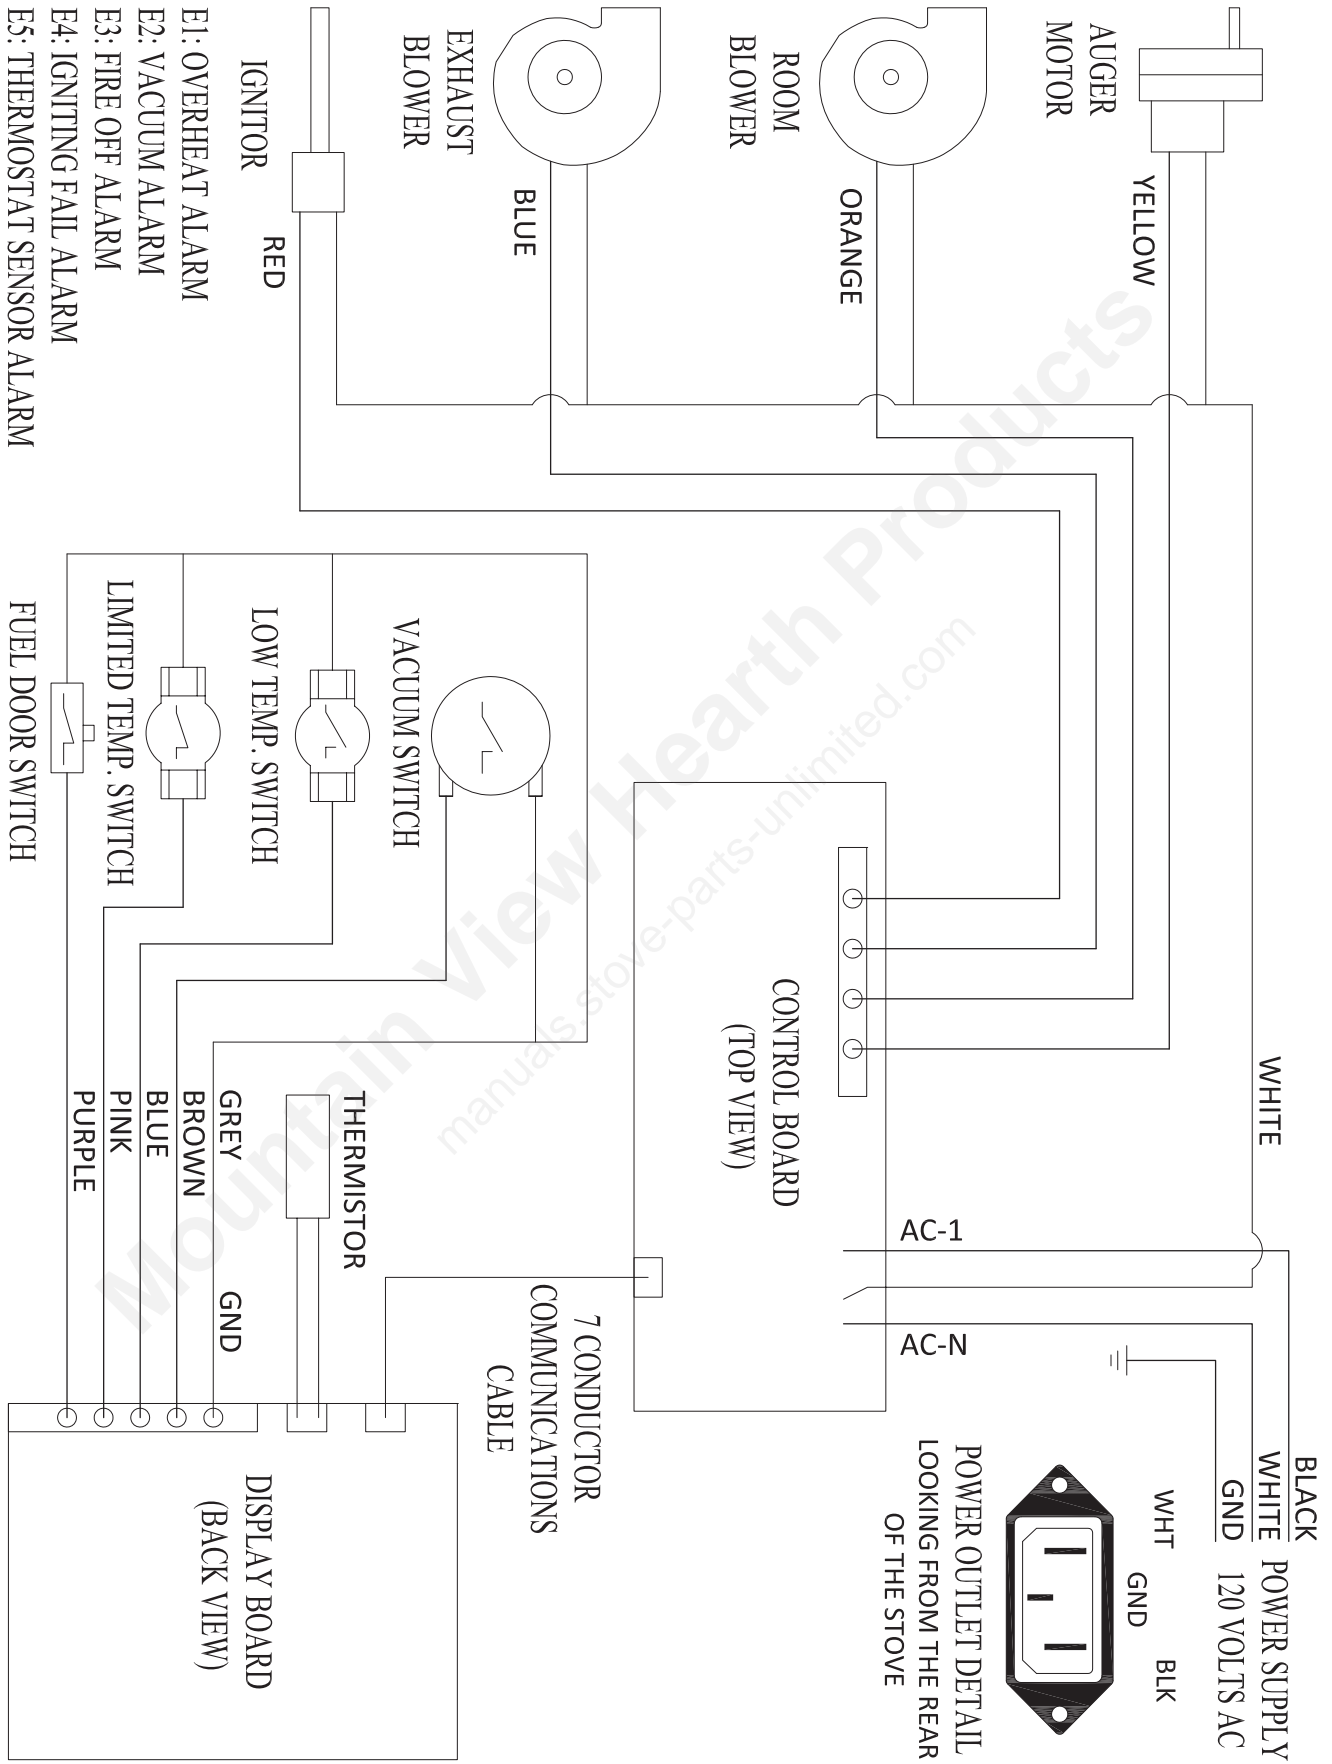 AUGER
MOTOR
YELLOW
ROOM
BLOWER
ORANGE
EXHAUST
BLOWER
BLUE
IGNITOR
RED
E1: OVERHEAT ALARM
E2: VACUUM ALARM
E3: FIRE OFF ALARM
E4: IGNITING FAIL ALARM
E5: THERMOSTAT SENSOR ALARM
WHITE
CONTROL BOARD
(TOP VIEW)
AC-1
AC-N
VACUUM SWITCH
LOW TEMP. SWITCH
LIMITED TEMP. SWITCH
FUEL DOOR SWITCH
GREY
BROWN
BLUE
PINK
PURPLE
GND
THERMISTOR
7 CONDUCTOR
COMMUNICATIONS
CABLE
DISPLAY BOARD
(BACK VIEW)
BLACK
WHITE
GND
POWER SUPPLY
120 VOLTS AC
WHT
GND
BLK
POWER OUTLET DETAIL
LOOKING FROM THE REAR
OF THE STOVE
Mountain View Hearth Products
manuals.stove-parts-unlimited.com